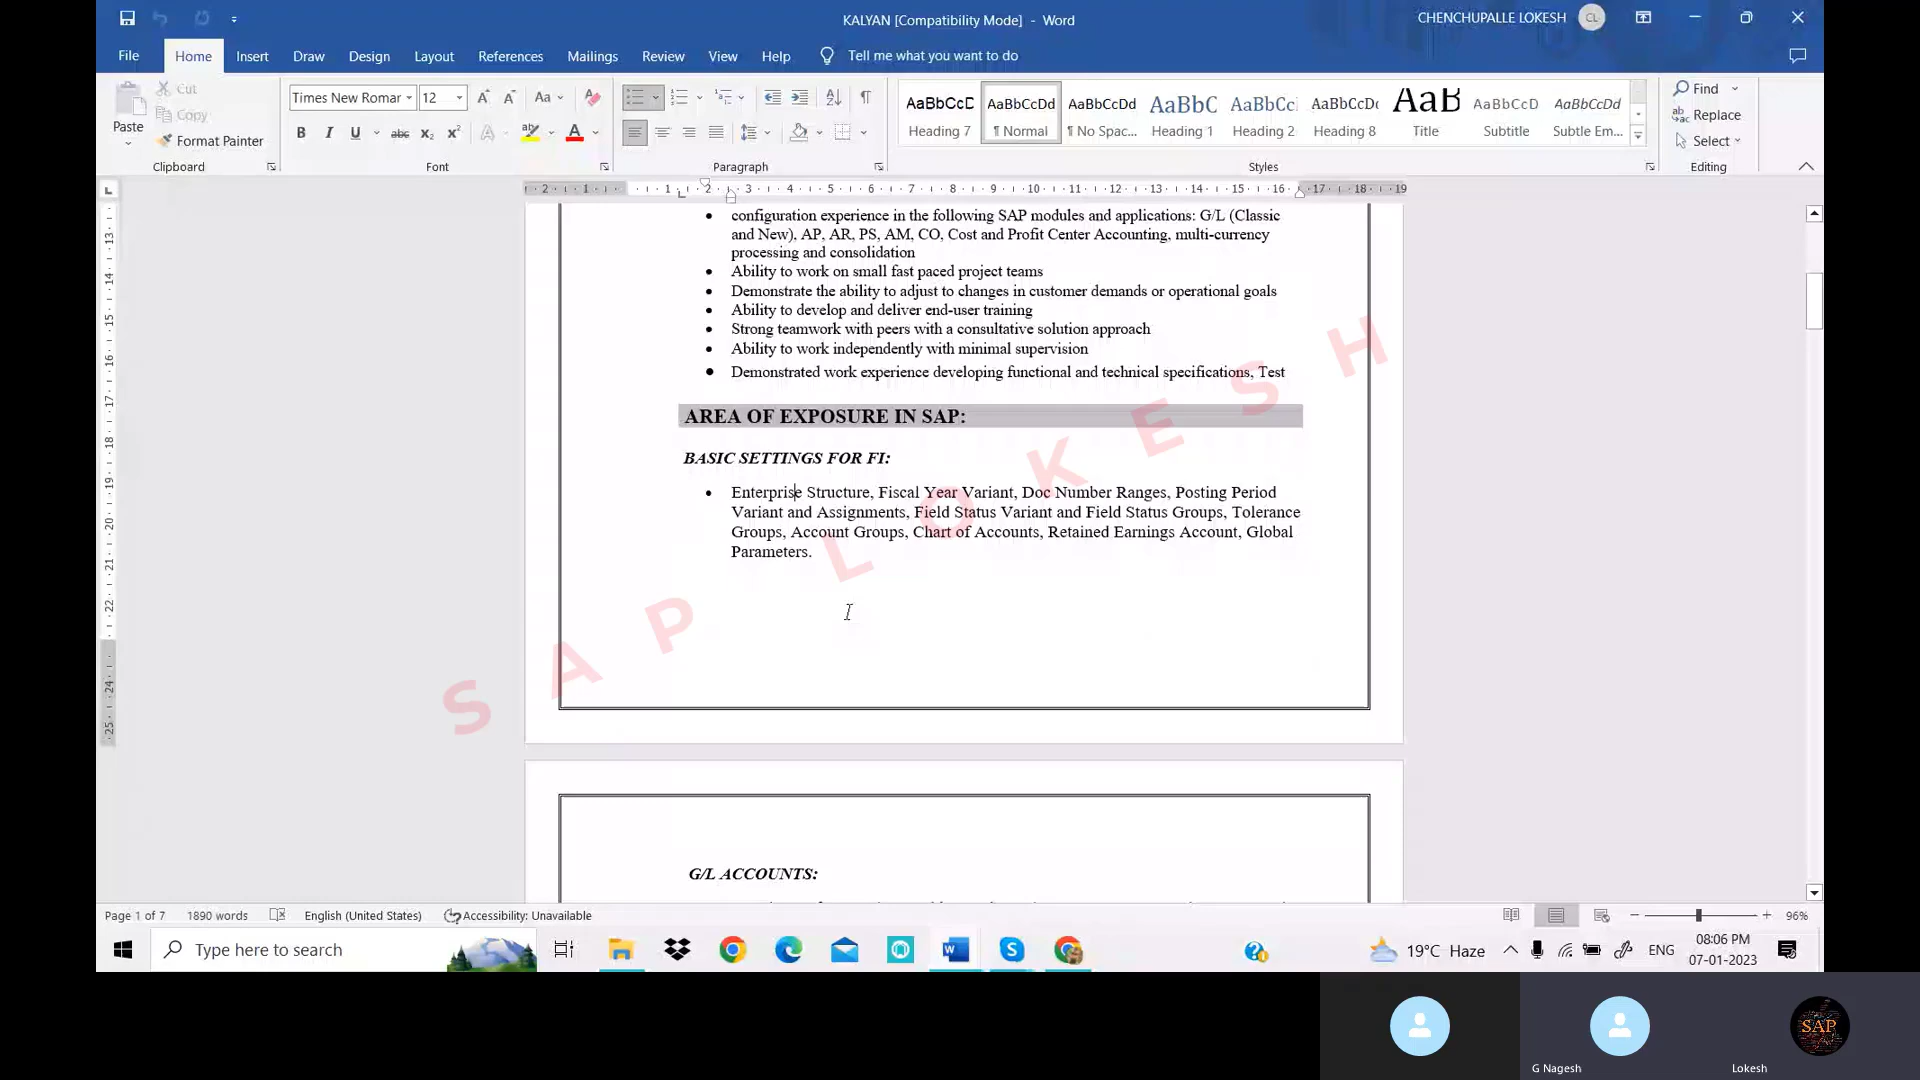 KALYAN [Compatibility Mode] - Word
CHENCHUPALLE LOKESH
CL
File
Home
Insert
Draw
Design
Layout
References
Mailings
Review
View
Help
Tell me what you want to do
Paste
Cut
Copy
Format Painter
Clipboard
Times New Romar
12
Font
Paragraph
AaBbCcD
Heading 7
AaBbCcDd
¶ Normal
AaBbCcDd
¶ No Spac...
AaBbC
Heading 1
AaBbCc
Heading 2
AaBbCcDc
Heading 8
AaB
Title
AaBbCcD
Subtitle
AaBbCcDd
Subtle Em...
Styles
Find
Replace
Select
Editing
• configuration experience in the following SAP modules and applications: G/L (Classic
and New), AP, AR, PS, AM, CO, Cost and Profit Center Accounting, multi-currency
processing and consolidation
• Ability to work on small fast paced project teams
• Demonstrate the ability to adjust to changes in customer demands or operational goals
• Ability to develop and deliver end-user training
• Strong teamwork with peers with a consultative solution approach
• Ability to work independently with minimal supervision
• Demonstrated work experience developing functional and technical specifications, Test
AREA OF EXPOSURE IN SAP:
BASIC SETTINGS FOR FI:
• Enterprise Structure, Fiscal Year Variant, Doc Number Ranges, Posting Period
Variant and Assignments, Field Status Variant and Field Status Groups, Tolerance
Groups, Account Groups, Chart of Accounts, Retained Earnings Account, Global
Parameters.
SAP LOKESH
G/L ACCOUNTS:
Page 1 of 7
1890 words
English (United States)
Accessibility: Unavailable
96%
Type here to search
19°C Haze
ENG
08:06 PM
07-01-2023
SAP
G Nagesh
Lokesh